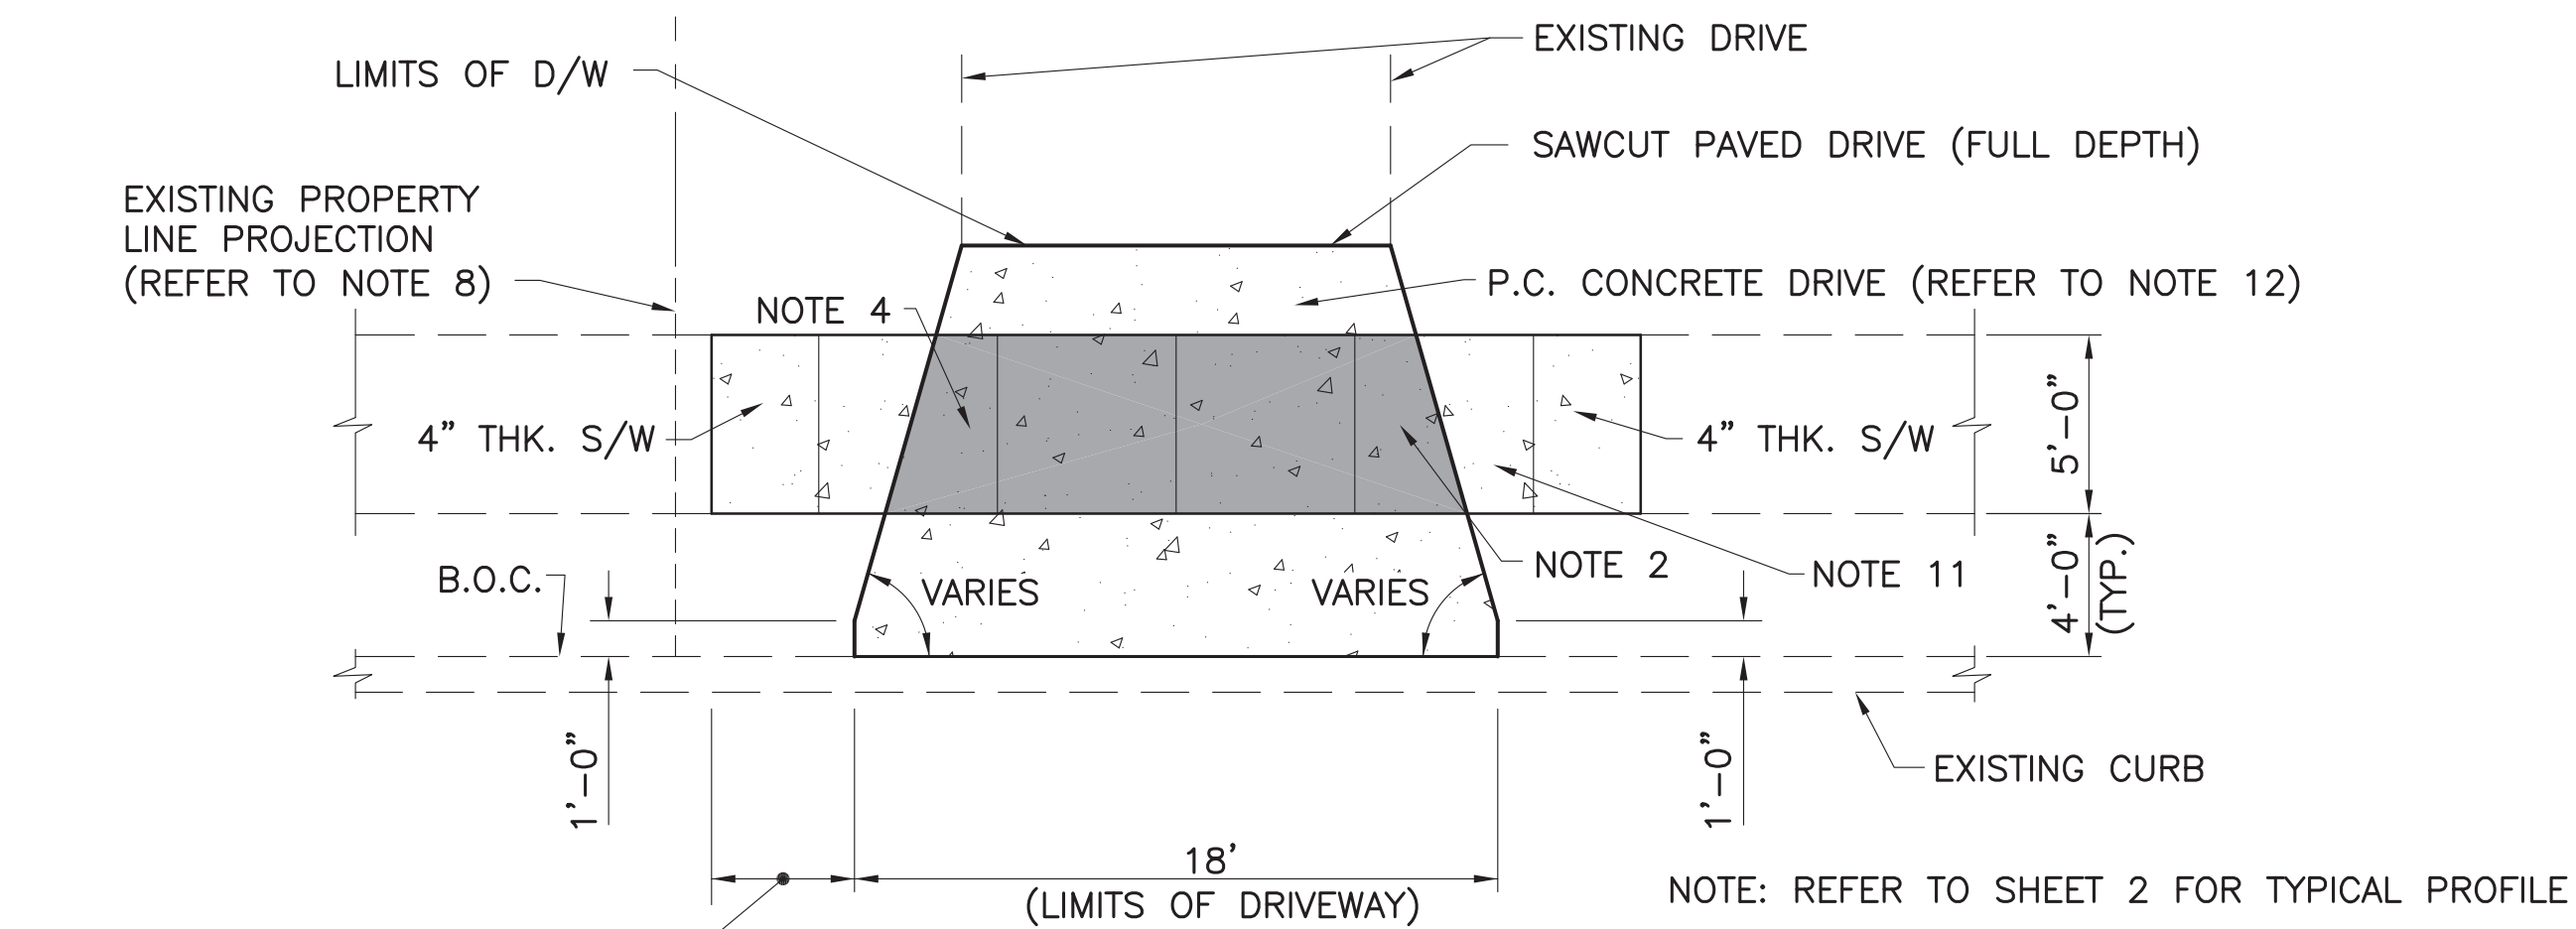 EXISTING DRIVE
LIMITS OF D/W
SAWCUT PAVED DRIVE (FULL DEPTH)
EXISTING PROPERTY
LINE PROJECTION
(REFER TO NOTE 8)
P.C. CONCRETE DRIVE (REFER TO NOTE 12)
NOTE 4
4” THK. S/W
4” THK. S/W
5’-0”
NOTE 2
NOTE 11
B.O.C.
VARIES
VARIES
4’-0”
(TYP.)
1’-0”
1’-0”
EXISTING CURB
18’
(LIMITS OF DRIVEWAY)
NOTE: REFER TO SHEET 2 FOR TYPICAL PROFILE